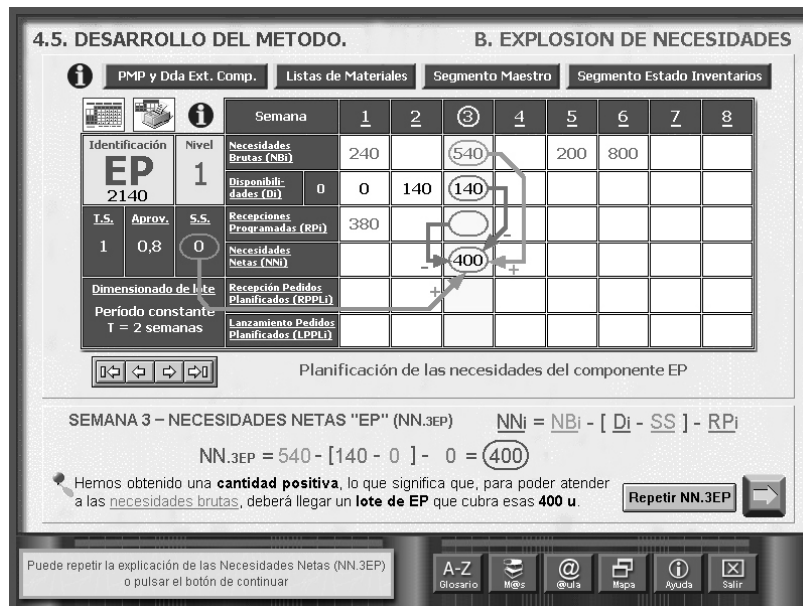 4.5. DESARROLLO DEL METODO. B. EXPLOSION DE NECESIDADES
PMP y Dda Ext. Comp. Listas de Materiales Segmento Maestro Segmento Estado Inventarios
Semana 1 2 3 4 5 6 7 8
Identificación Nivel
EP 1
2140
Necesidades
Brutas (NBi) 240 540 200 800
Disponibili-
dades (Di) 0 0 140 140
T.S. Aprov. S.S.
1 0,8 0
Recepciones
Programadas (RPi) 380
Necesidades
Netas (NNi) 400
- - + +
Dimensionado de lote
Período constante
T = 2 semanas
Recepción Pedidos
Planificados (RPPLi)
Lanzamiento Pedidos
Planificados (LPPLi)
Planificación de las necesidades del componente EP
SEMANA 3 – NECESIDADES NETAS "EP" (NN.3EP) NNi = NBi - [ Di - SS ] - RPi
NN.3EP = 540 - [140 - 0 ] - 0 = 400
Hemos obtenido una cantidad positiva, lo que significa que, para poder atender
a las necesidades brutas, deberá llegar un lote de EP que cubra esas 400 u.
Repetir NN.3EP
Puede repetir la explicación de las Necesidades Netas (NN.3EP)
o pulsar el botón de continuar
A-Z @
Glosario M@s @ula Mapa Ayuda Salir